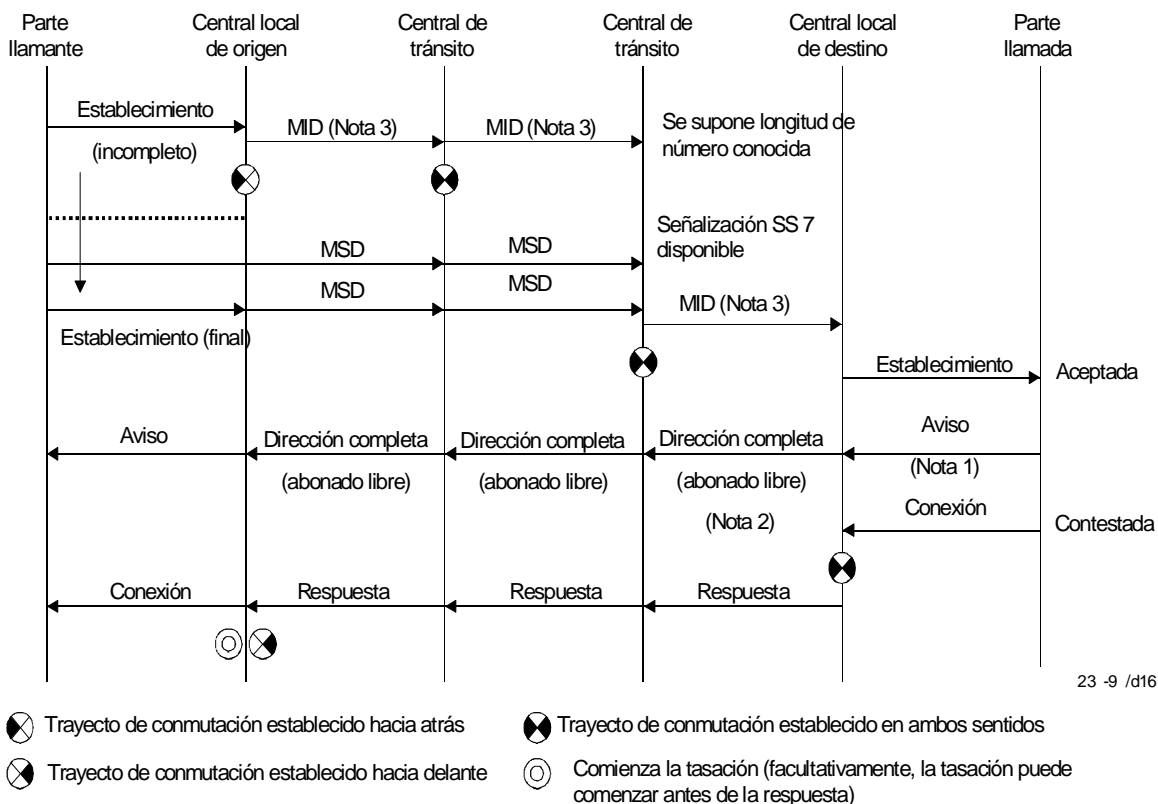 Parte llamante
Central local de origen
Central de tránsito
Central de tránsito
Central local de destino
Parte llamada
Establecimiento
(incompleto)
MID (Nota 3)
MID (Nota 3)
Se supone longitud de
número conocida
Señalización SS 7
disponible
MSD
MSD
MSD
MSD
MID (Nota 3)
Establecimiento (final)
Establecimiento
Aceptada
Aviso
Dirección completa
(abonado libre)
Dirección completa
(abonado libre)
Dirección completa
(abonado libre)
(Nota 2)
Aviso
(Nota 1)
Conexión
Contestada
Conexión
Respuesta
Respuesta
Respuesta
23 -9 /d16
Trayecto de conmutación establecido hacia atrás
Trayecto de conmutación establecido en ambos sentidos
Trayecto de conmutación establecido hacia delante
Comienza la tasación (facultativamente, la tasación puede
comenzar antes de la respuesta)